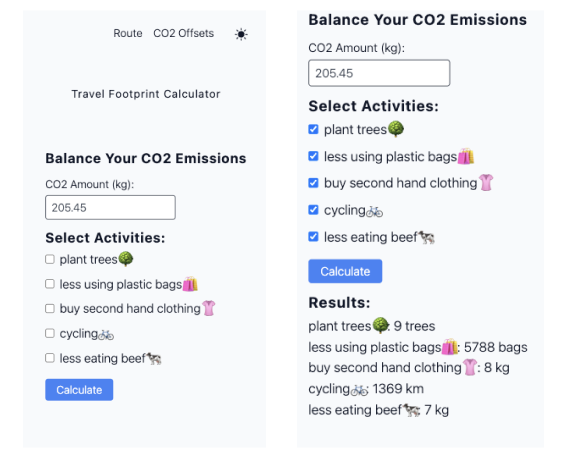 Route CO2 Offsets
Travel Footprint Calculator
Balance Your CO2 Emissions
CO2 Amount (kg):
205.45
Select Activities:
plant trees
less using plastic bags
buy second hand clothing
cycling
less eating beef
Calculate
Balance Your CO2 Emissions
CO2 Amount (kg):
205.45
Select Activities:
plant trees
less using plastic bags
buy second hand clothing
cycling
less eating beef
Calculate
Results:
plant trees: 9 trees
less using plastic bags: 5788 bags
buy second hand clothing: 8 kg
cycling: 1369 km
less eating beef: 7 kg